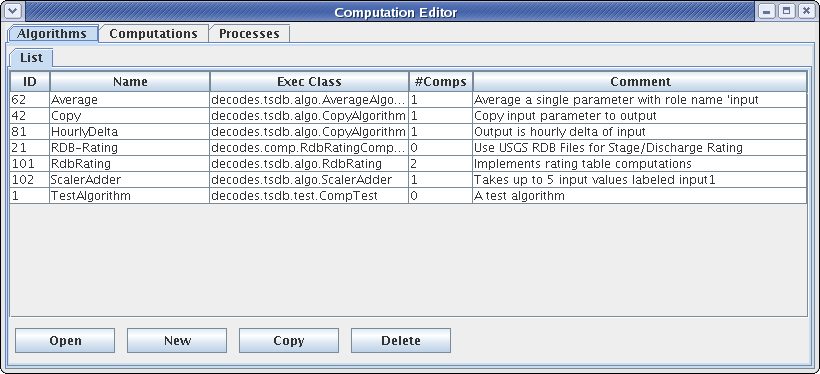 Computation Editor
Algorithms Computations Processes
List
ID Name Exec Class #Comps Comment
62 Average decodes.tsdb.algo.AverageAlgo... 1 Average a single parameter with role name 'input
42 Copy decodes.tsdb.algo.CopyAlgorithm 1 Copy input parameter to output
81 HourlyDelta decodes.tsdb.algo.CopyAlgorithm 1 Output is hourly delta of input
21 RDB-Rating decodes.comp.RdbRatingComp... 0 Use USGS RDB Files for Stage/Discharge Rating
101 RdbRating decodes.tsdb.algo.RdbRating 2 Implements rating table computations
102 ScalerAdder decodes.tsdb.algo.ScalerAdder 1 Takes up to 5 input values labeled input1
1 TestAlgorithm decodes.tsdb.test.CompTest 0 A test algorithm
Open New Copy Delete